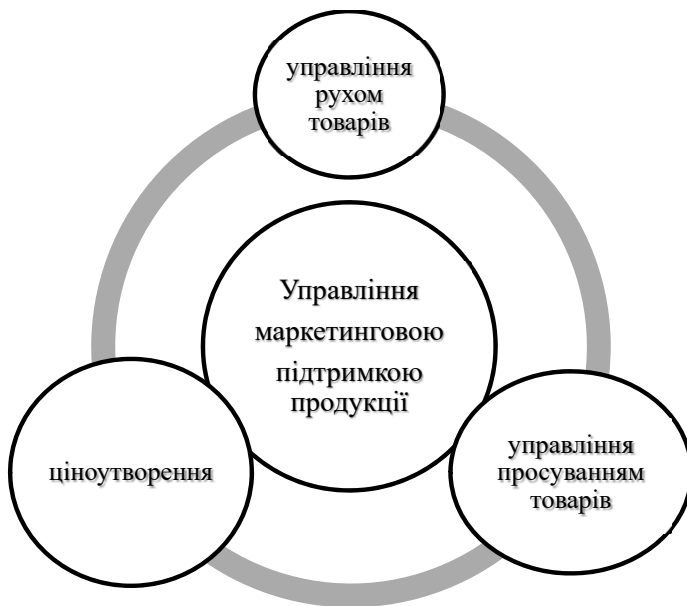 управління
рухом
товарів
Управління
маркетинговою
підтримкою
продукції
ціноутворення
управління
просуванням
товарів